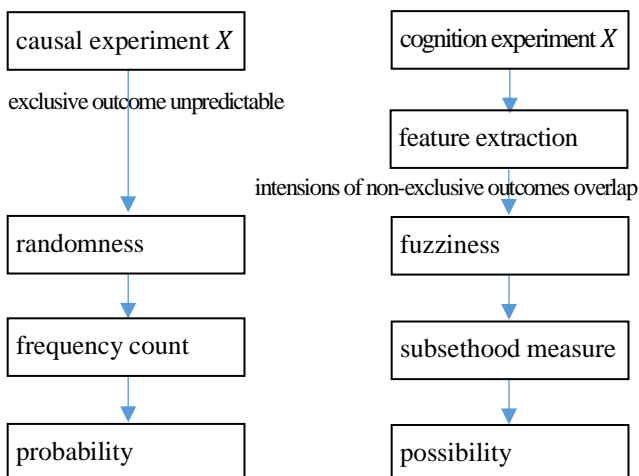 causal experiment X
exclusive outcome unpredictable
randomness
frequency count
probability
cognition experiment X
feature extraction
intensions of non-exclusive outcomes overlap
fuzziness
subsethood measure
possibility